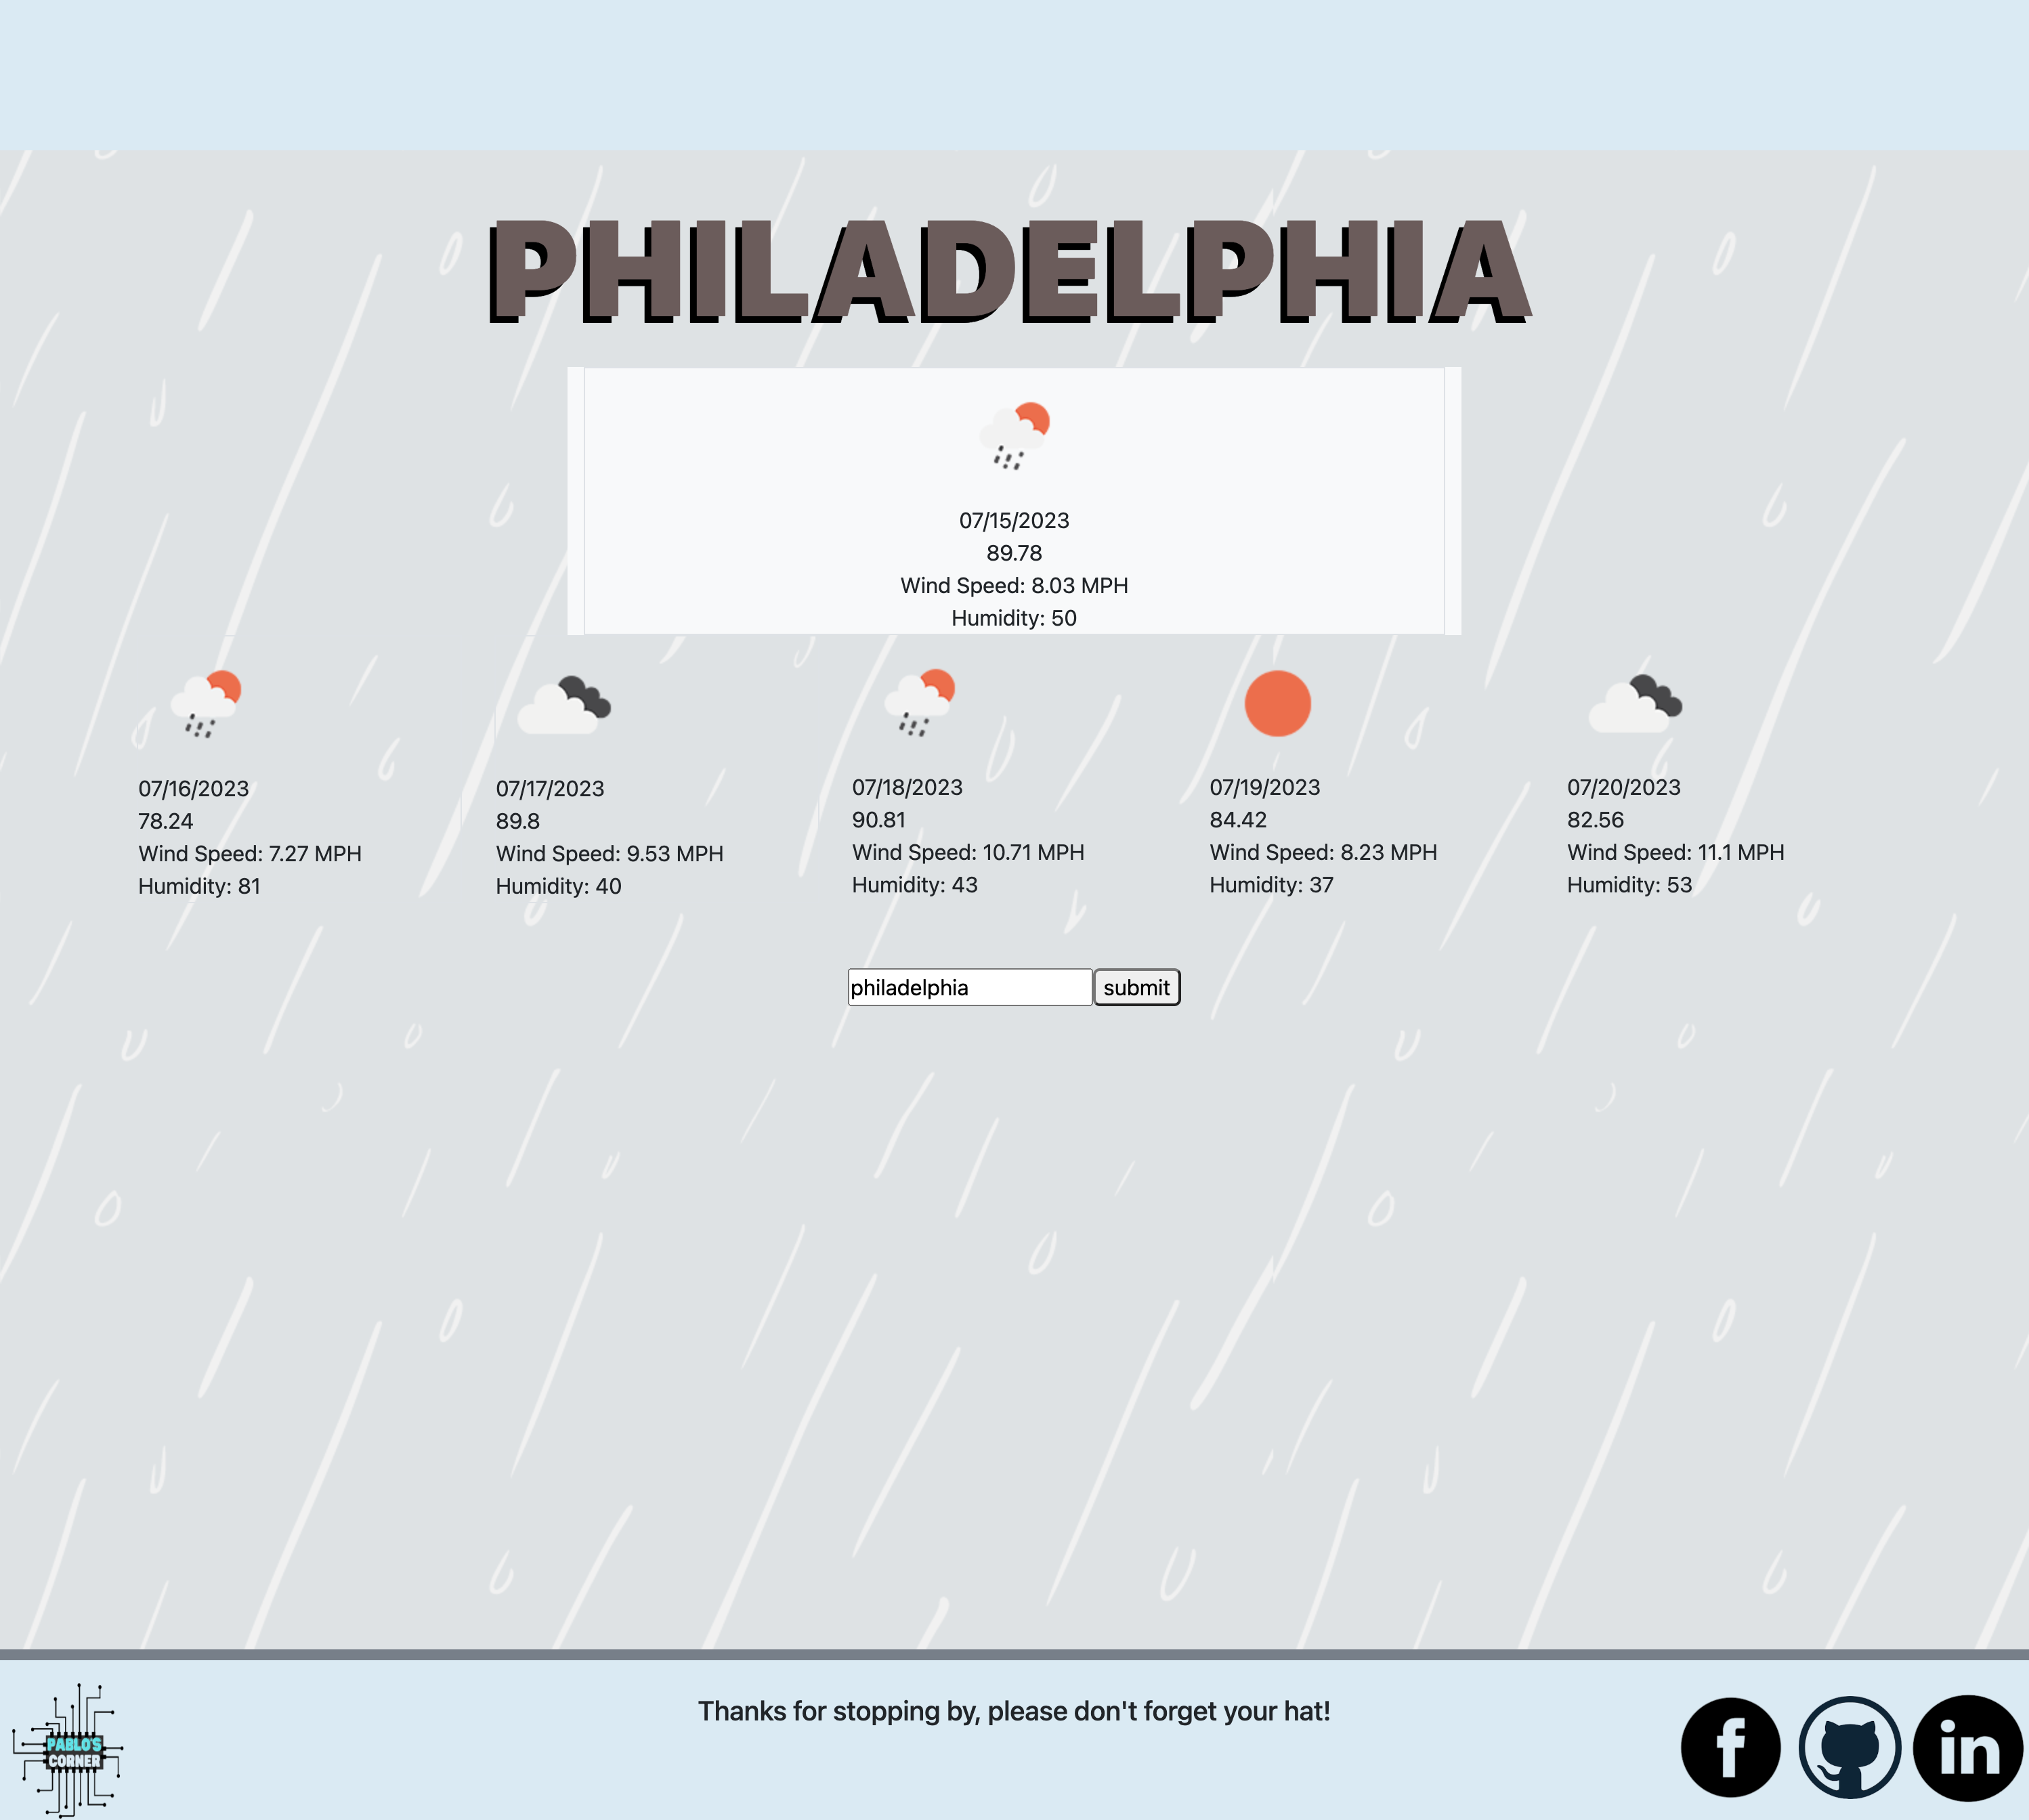 PHILADELPHIA
07/15/2023
89.78
Wind Speed: 8.03 MPH
Humidity: 50
07/16/2023
78.24
Wind Speed: 7.27 MPH
Humidity: 81
07/17/2023
89.8
Wind Speed: 9.53 MPH
Humidity: 40
07/18/2023
90.81
Wind Speed: 10.71 MPH
Humidity: 43
07/19/2023
84.42
Wind Speed: 8.23 MPH
Humidity: 37
07/20/2023
82.56
Wind Speed: 11.1 MPH
Humidity: 53
philadelphia submit
Thanks for stopping by, please don't forget your hat!
PABLO'S
CORNER
f
in